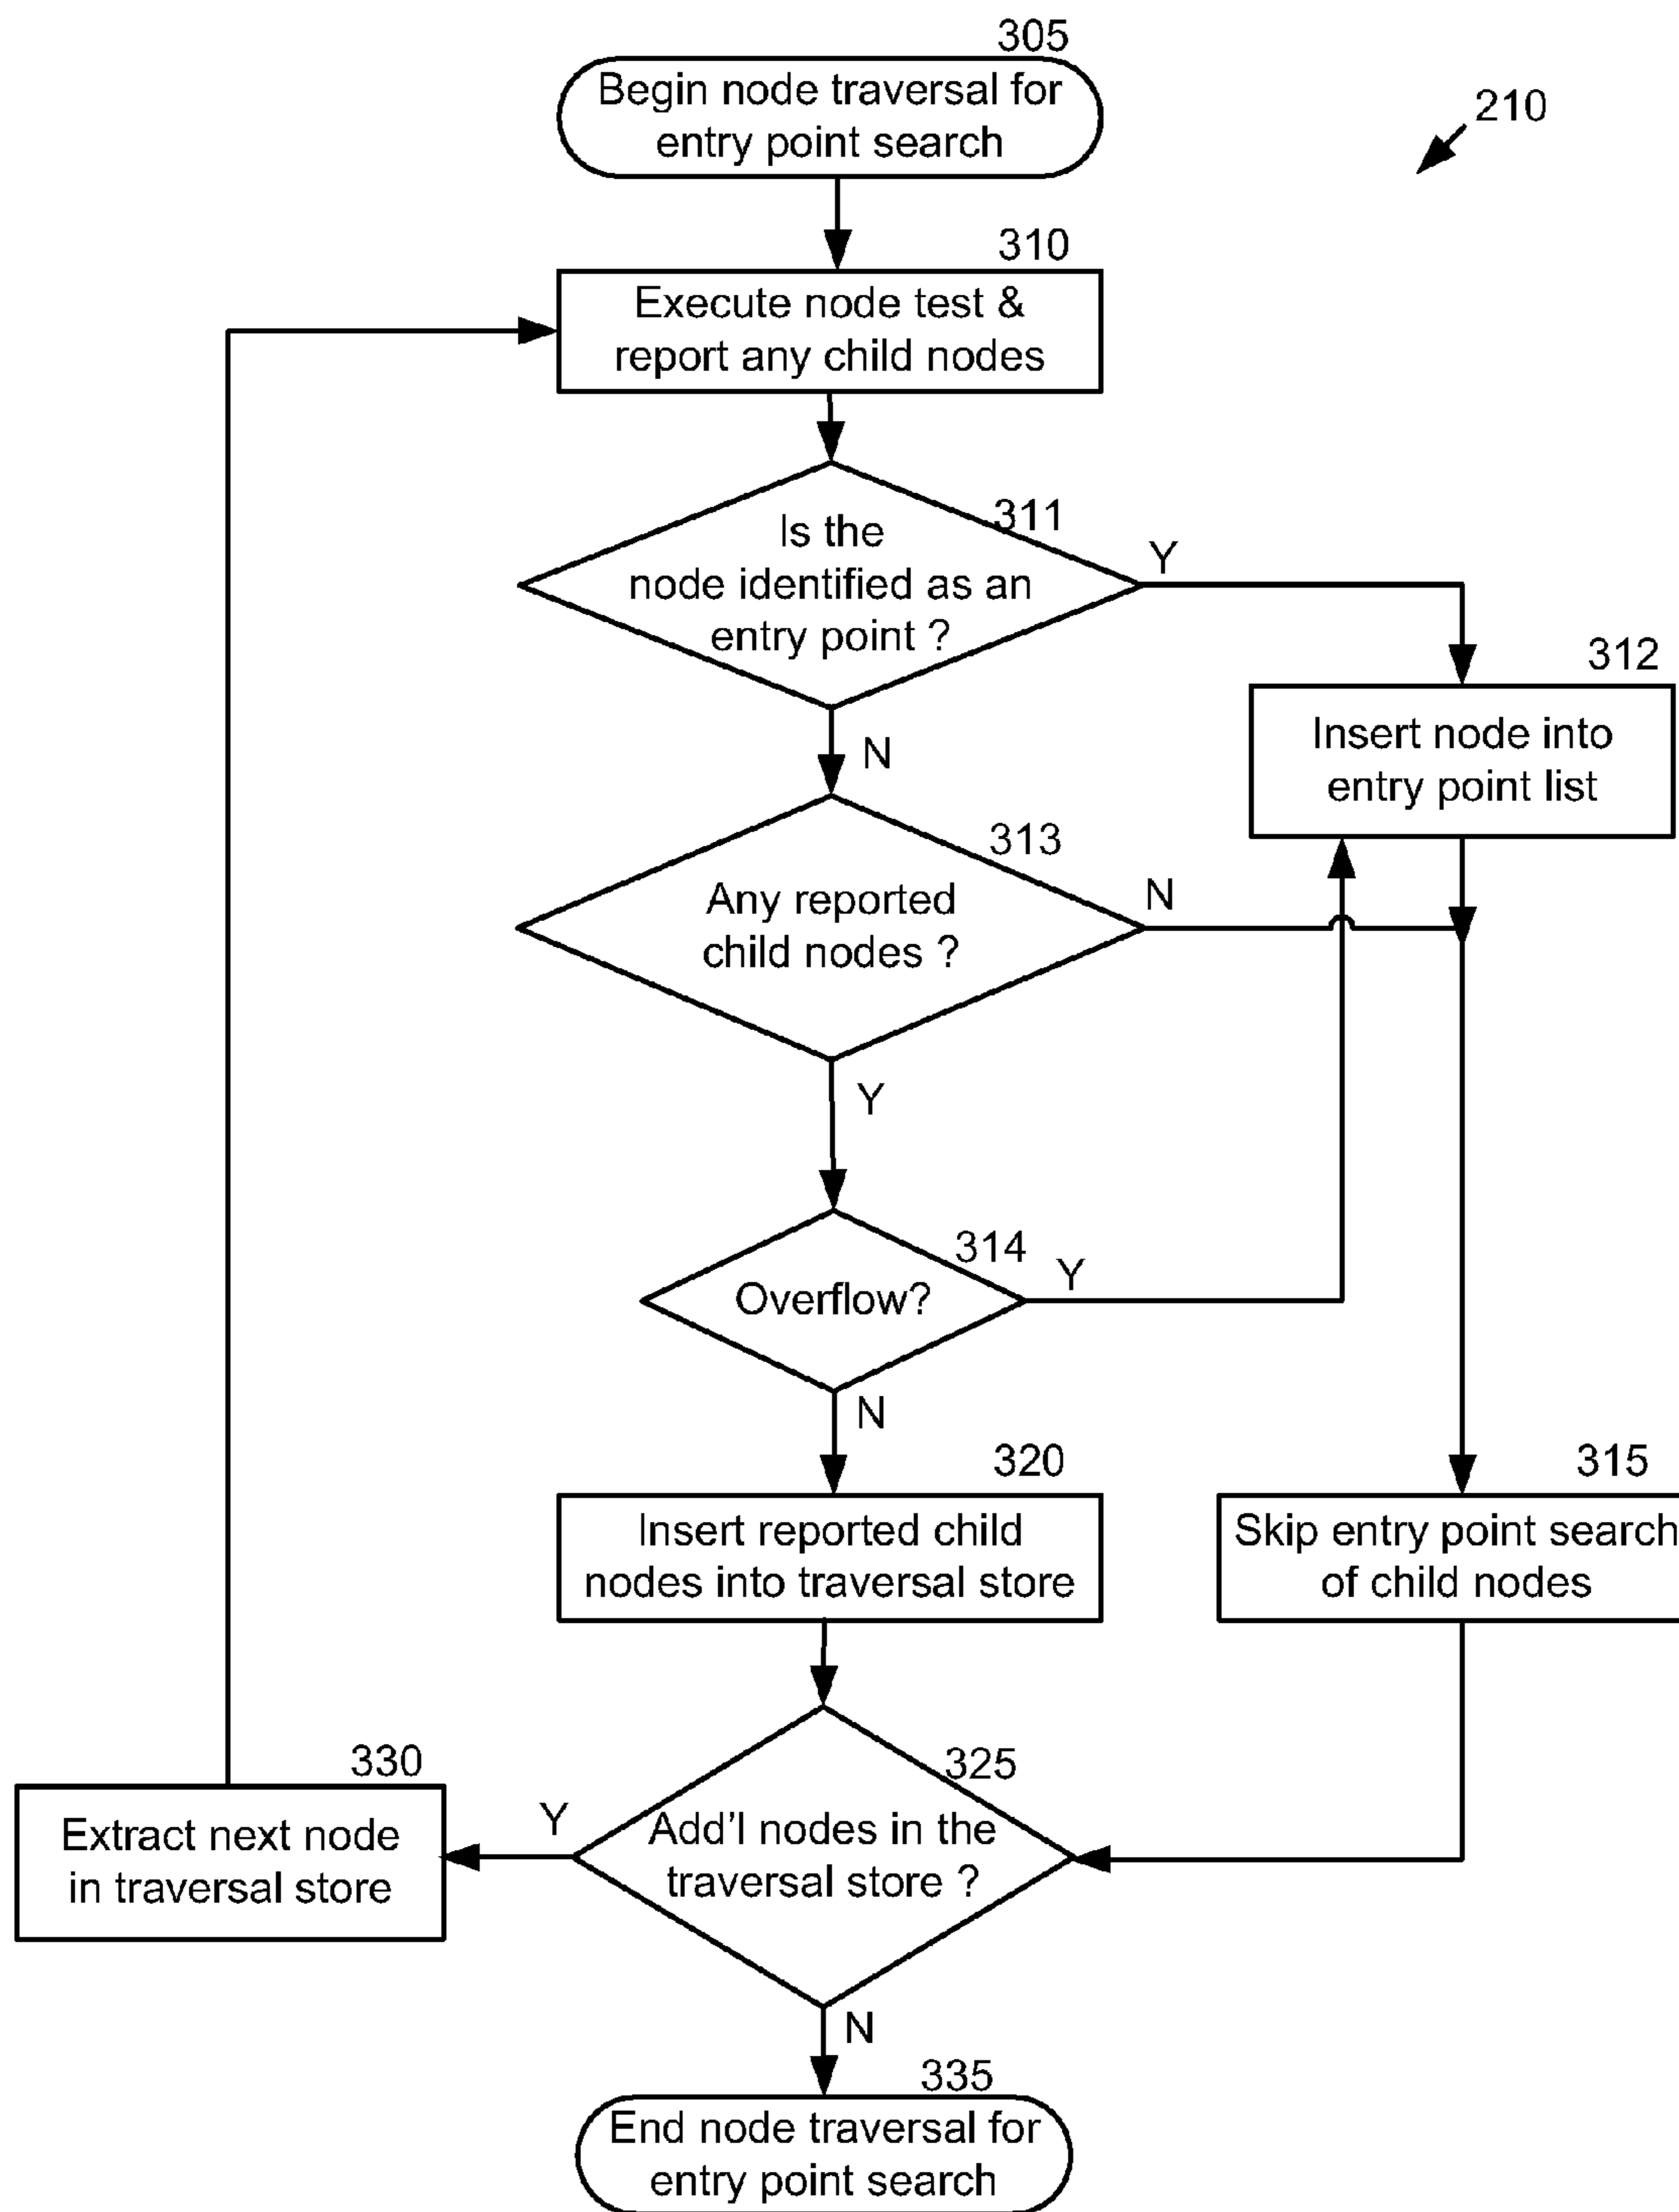 305
Begin node traversal for
entry point search
210
310
Execute node test &
report any child nodes
311
Is the
node identified as an
entry point ?
Y
N
312
Insert node into
entry point list
313
Any reported
child nodes ?
N
Y
314
Overflow?
Y
N
320
Insert reported child
nodes into traversal store
315
Skip entry point search
of child nodes
325
Add'l nodes in the
traversal store ?
Y
330
Extract next node
in traversal store
N
335
End node traversal for
entry point search